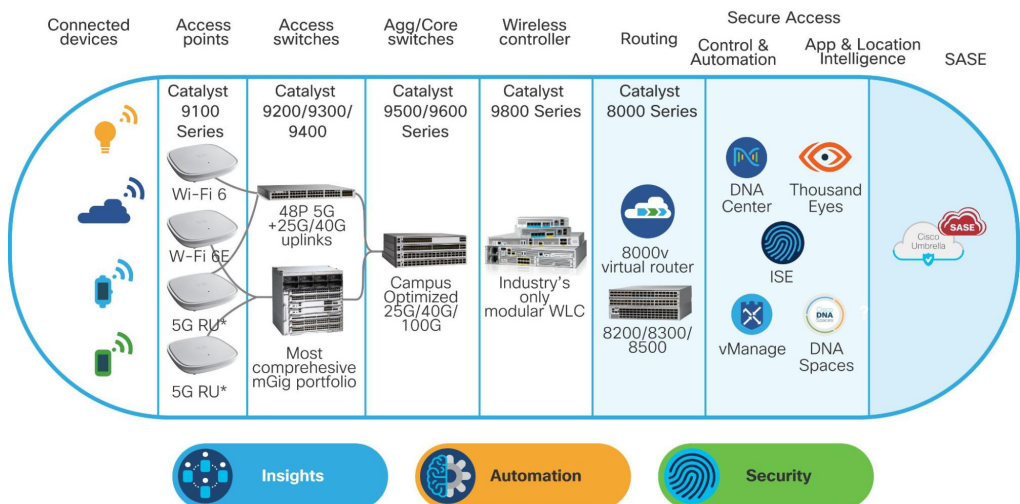 Connected
devices
Access
points
Access
switches
Agg/Core
switches
Wireless
controller
Routing
Secure Access
Control &
Automation
App & Location
Intelligence
SASE
Catalyst
9100
Series
Catalyst
9200/9300/
9400
Catalyst
9500/9600
Series
Catalyst
9800 Series
Catalyst
8000 Series
Wi-Fi 6
W-Fi 6E
5G RU*
5G RU*
48P 5G
+25G/40G
uplinks
Most
comprehesive
mGig portfolio
Campus
Optimized
25G/40G/
100G
Industry's
only
modular WLC
8000v
virtual router
8200/8300/
8500
DNA
Center
Thousand
Eyes
ISE
vManage
DNA
DNA
Spaces
?
Cisco
Umbrella
SASE
Insights
Automation
Security